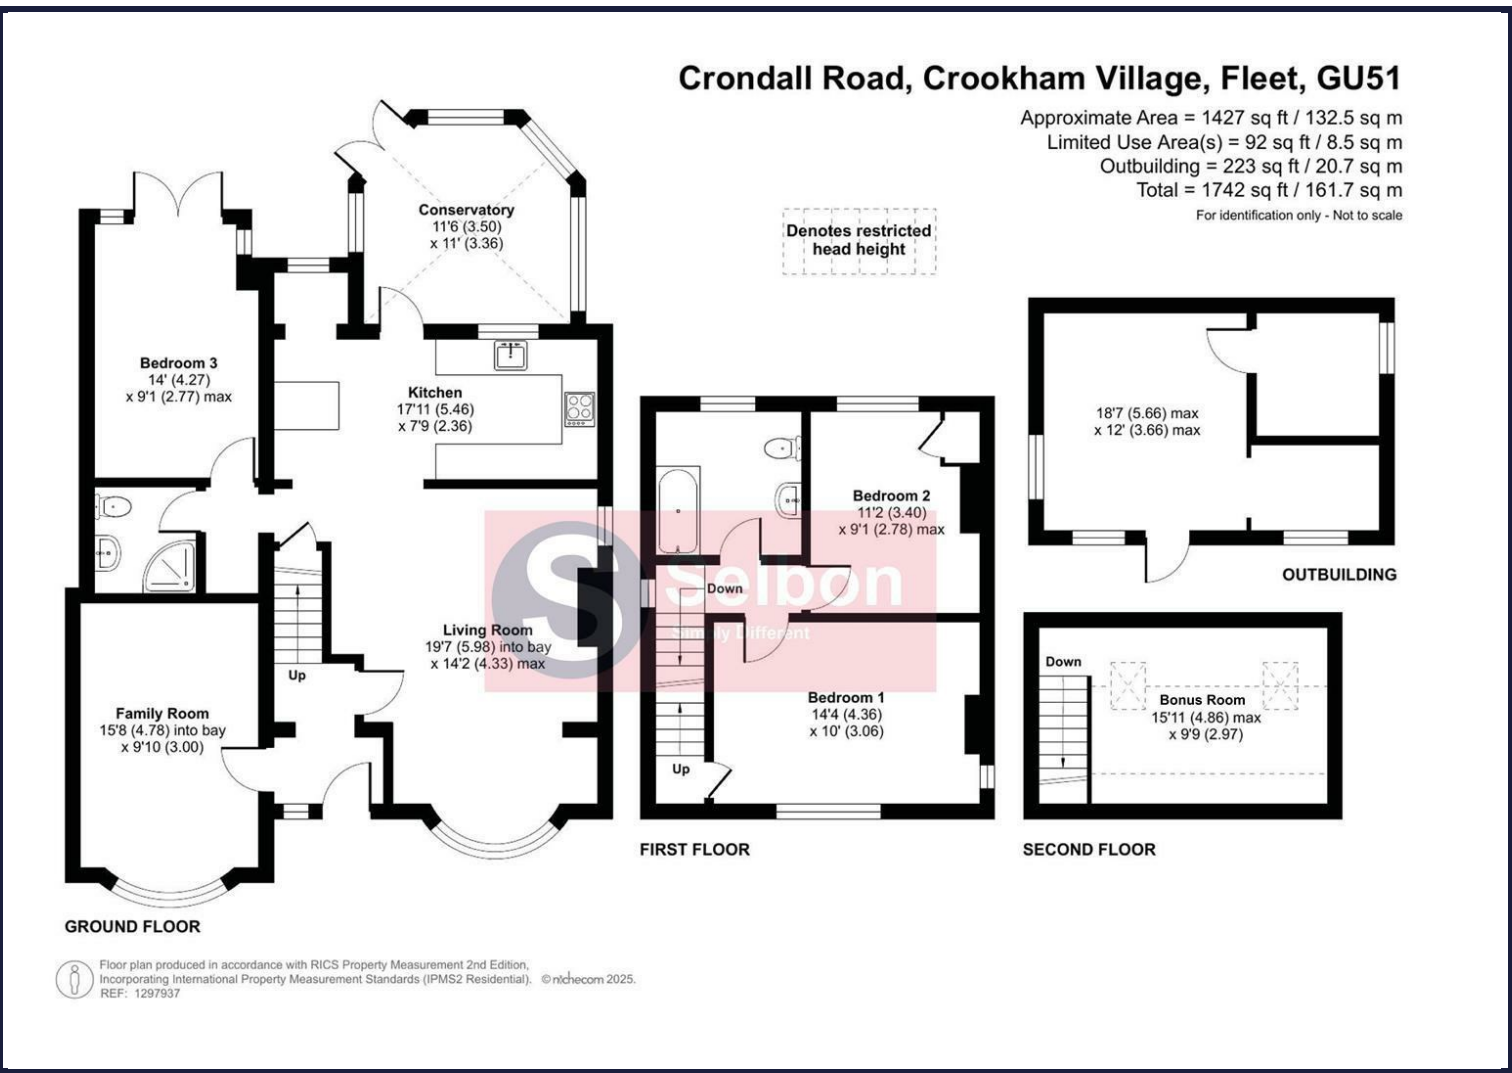 Crondall Road, Crookham Village, Fleet, GU51
Approximate Area = 1427 sq ft / 132.5 sq m
Limited Use Area(s) = 92 sq ft / 8.5 sq m
Outbuilding = 223 sq ft / 20.7 sq m
Total = 1742 sq ft / 161.7 sq m
For identification only - Not to scale
Denotes restricted
head height
Conservatory
11'6 (3.50)
x 11' (3.36)
Bedroom 3
14' (4.27)
x 9'1 (2.77) max
Kitchen
17'11 (5.46)
x 7'9 (2.36)
Living Room
19'7 (5.98) into bay
x 14'2 (4.33) max
Up
Family Room
15'8 (4.78) into bay
x 9'10 (3.00)
GROUND FLOOR
Bedroom 2
11'2 (3.40)
x 9'1 (2.78) max
Down
Bedroom 1
14'4 (4.36)
x 10' (3.06)
Up
FIRST FLOOR
18'7 (5.66) max
x 12' (3.66) max
OUTBUILDING
Down
Bonus Room
15'11 (4.86) max
x 9'9 (2.97)
SECOND FLOOR
S
Selbon
Simply Different
Floor plan produced in accordance with RICS Property Measurement 2nd Edition,
Incorporating International Property Measurement Standards (IPMS2 Residential). © nichecom 2025.
REF: 1297937